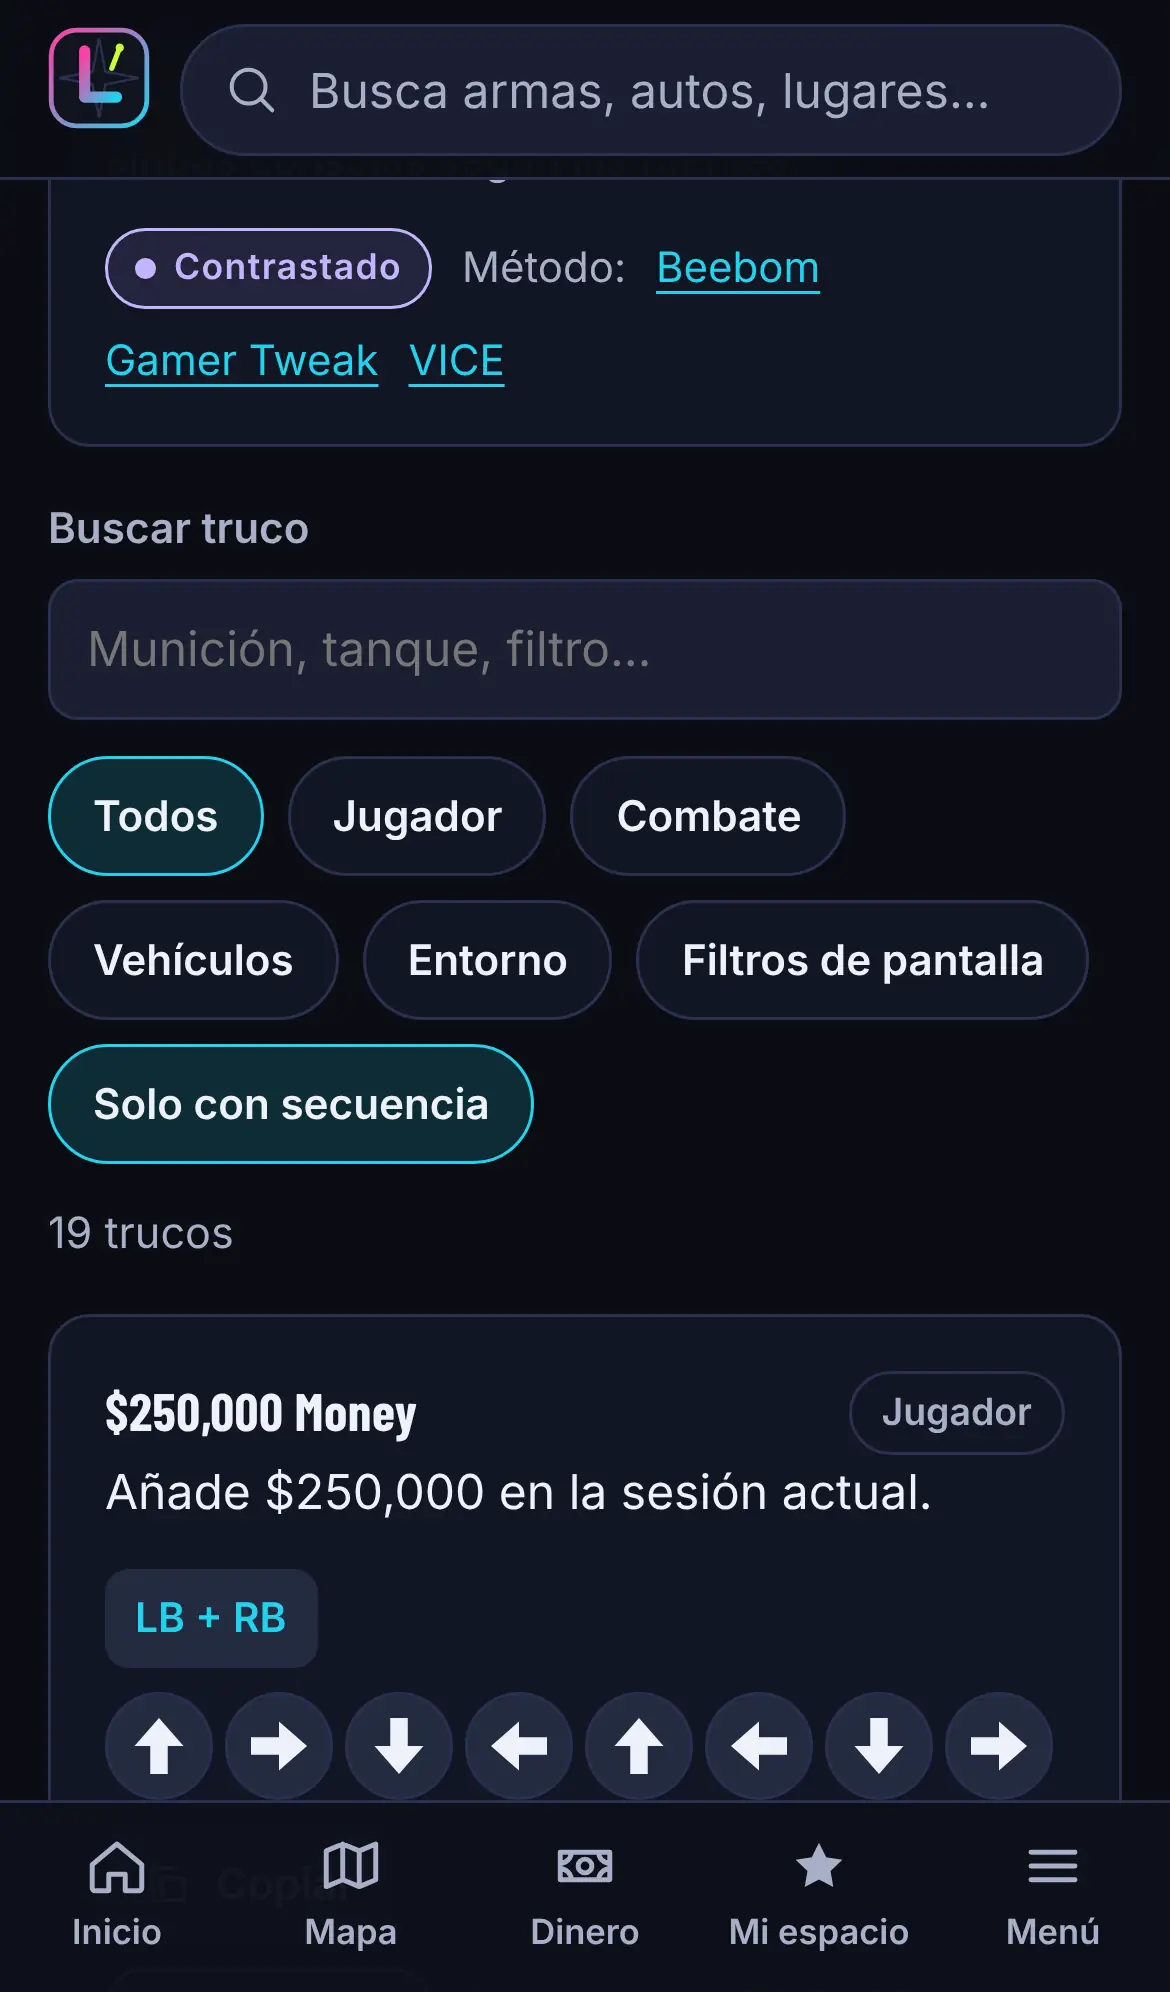 Busca armas, autos, lugares...
Contrastado Método: Beebom
Gamer Tweak VICE
Buscar truco
Munición, tanque, filtro...
Todos Jugador Combate
Vehículos Entorno Filtros de pantalla
Solo con secuencia
19 trucos
$250,000 Money Jugador
Añade $250,000 en la sesión actual.
LB + RB
Copiar
Inicio Mapa Dinero Mi espacio Menú